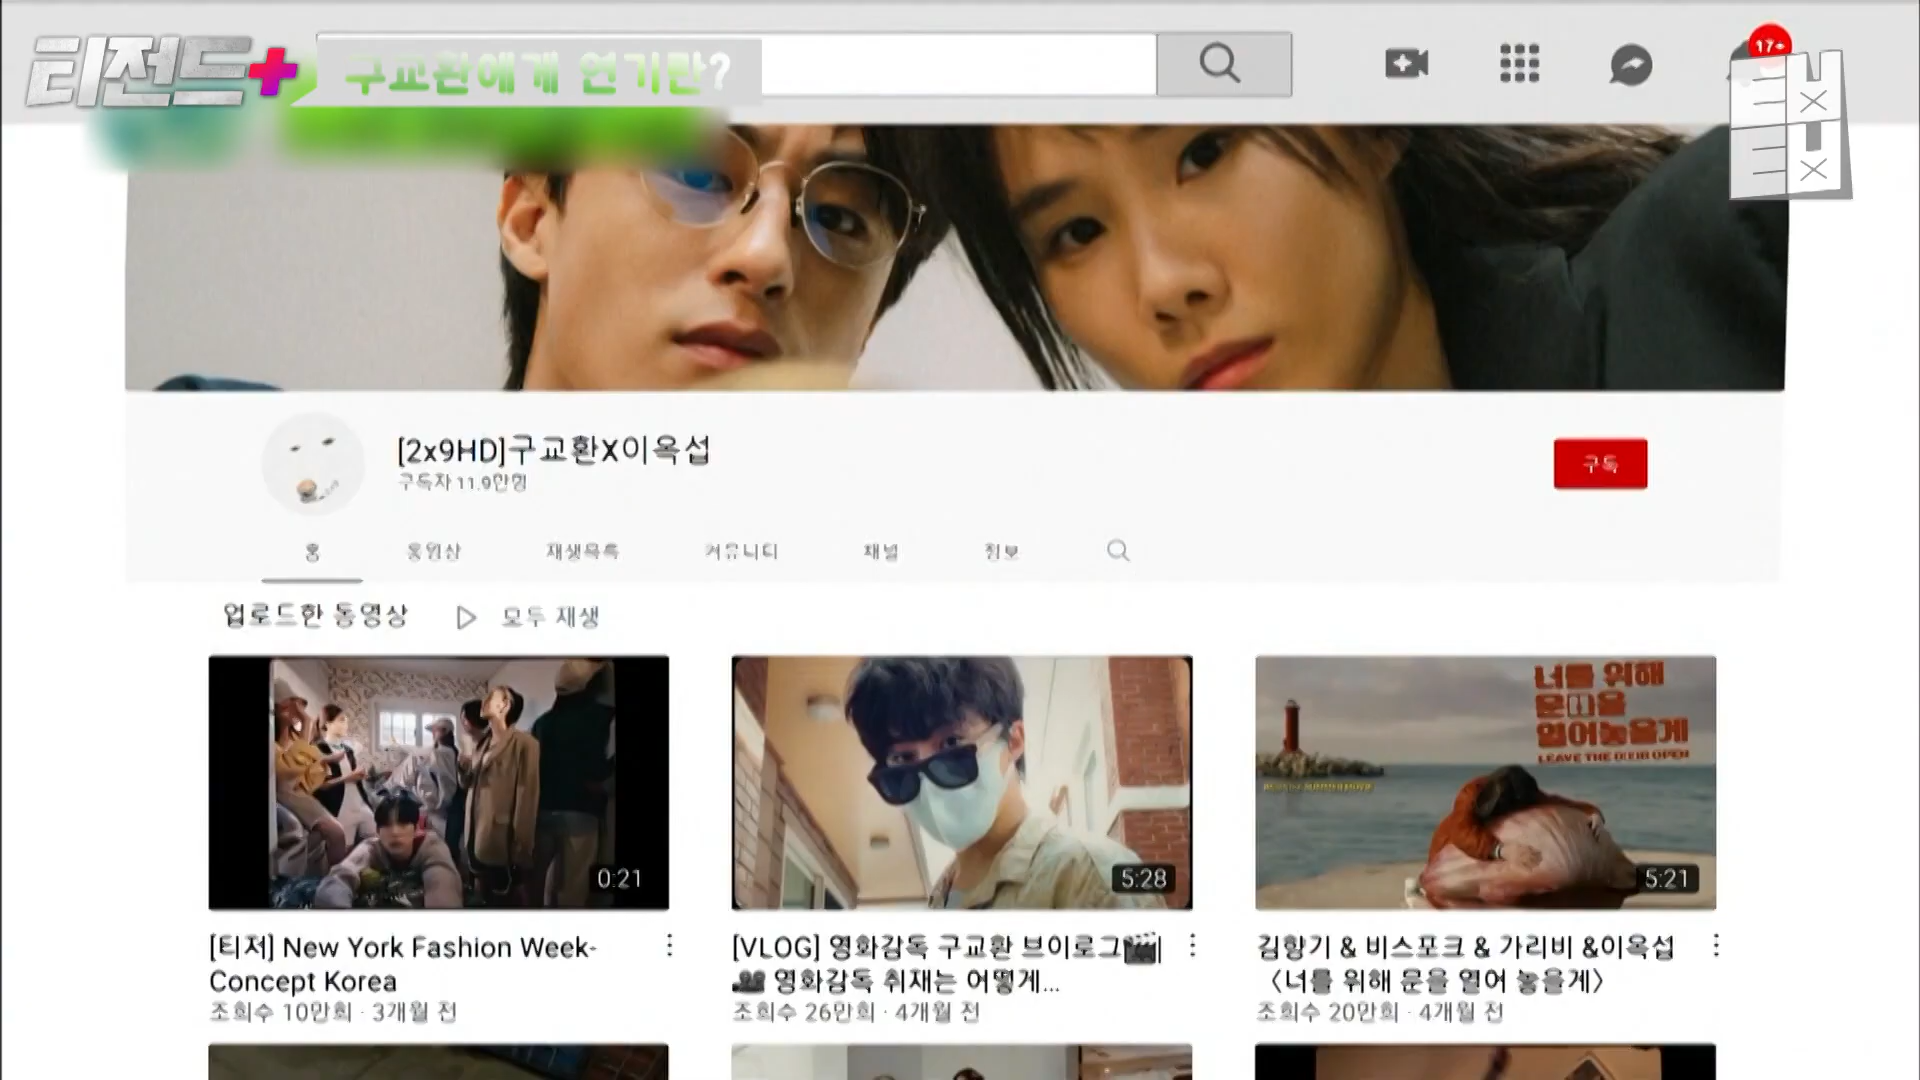 티전드+
구교환에게 연기란?
17+
[2x9HD]구교환X이옥섭
구독자 11.9만명
구독
홈 동영상 재생목록 커뮤니티 채널 정보
업로드한 동영상 모두 재생
너를 위해
문을
열어놓을게
LEAVE THE DOOR OPEN
0:21
5:28
5:21
[티저] New York Fashion Week-
Concept Korea
조회수 10만회 · 3개월 전
[VLOG] 영화감독 구교환 브이로그🎬|
🎥 영화감독 취재는 어떻게...
조회수 26만회 · 4개월 전
김향기 & 비스포크 & 가리비 &이옥섭
〈너를 위해 문을 열어 놓을게〉
조회수 20만회 · 4개월 전